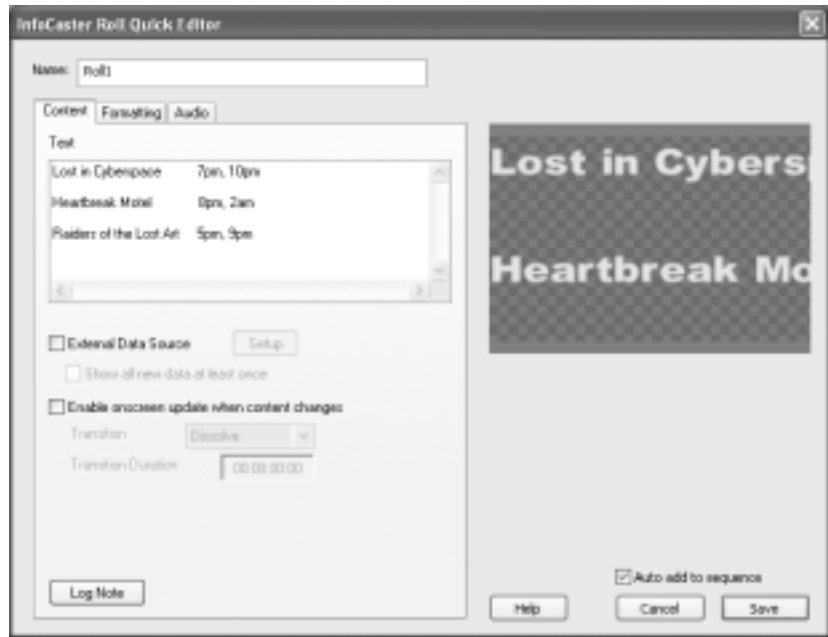 InfoCaster Roll Quick Editor
Name: Roll1
Content Formatting Audio
Text
Lost in Cyberspace 7pm, 10pm
Heartbreak Motel 8pm, 2am
Raiders of the Lost Art 5pm, 9pm
External Data Source Setup
Show all new data at least once
Enable onscreen update when content changes
Transition Dissolve
Transition Duration 00:00:00:00
Log Note
Lost in Cybers
Heartbreak Mo
Auto add to sequence
Help Cancel Save